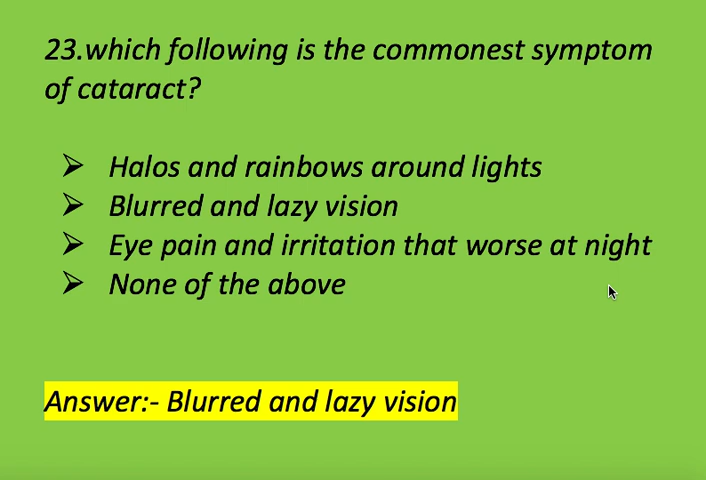 23.which following is the commonest symptom
of cataract?
➢ Halos and rainbows around lights
➢ Blurred and lazy vision
➢ Eye pain and irritation that worse at night
➢ None of the above
Answer:- Blurred and lazy vision